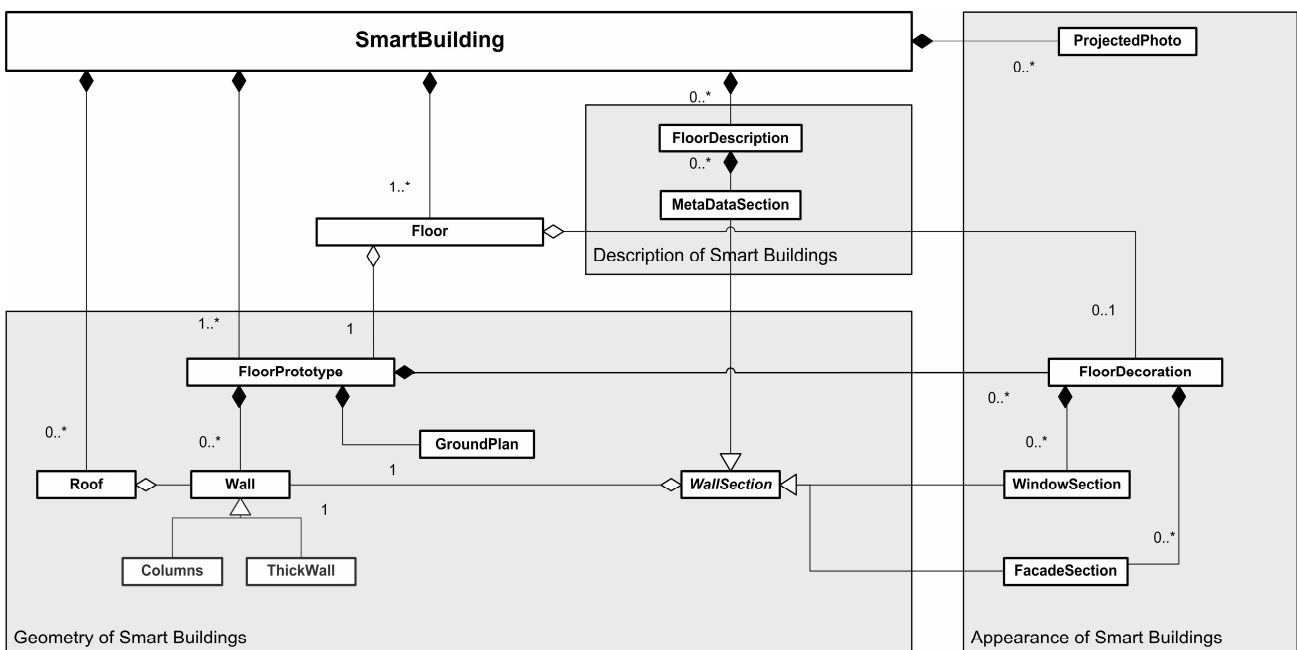 SmartBuilding
ProjectedPhoto
0..*
0..*
FloorDescription
0..*
MetaDataSection
1..*
Floor
Description of Smart Buildings
1..*
1
0..1
FloorPrototype
FloorDecoration
0..*
0..*
0..*
GroundPlan
0..*
1
Roof
Wall
WallSection
WindowSection
1
0..*
Columns
ThickWall
FacadeSection
Geometry of Smart Buildings
Appearance of Smart Buildings